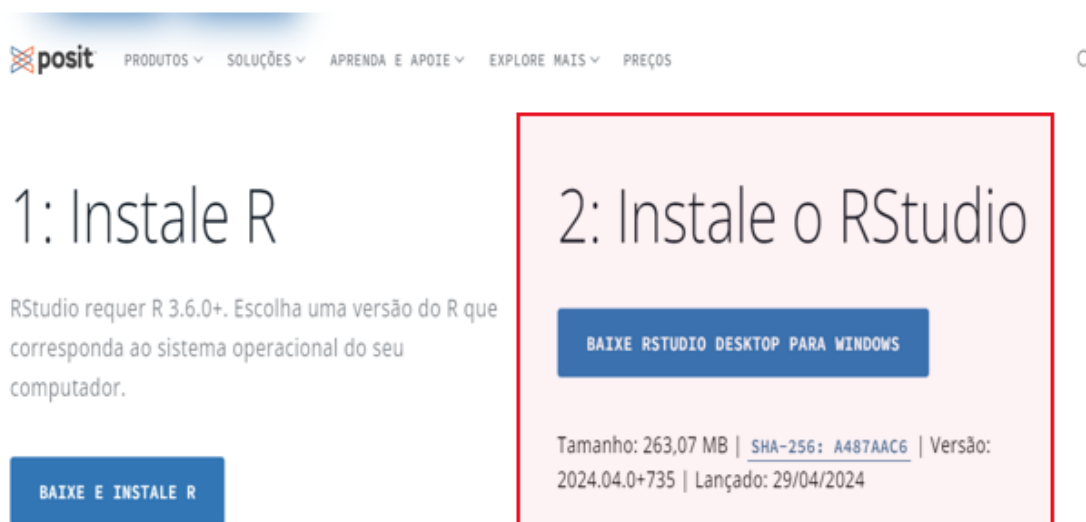 posit PRODUTOS SOLUÇÕES APRENDA E APOIE EXPLORE MAIS PREÇOS
1: Instale R
RStudio requer R 3.6.0+. Escolha uma versão do R que
corresponda ao sistema operacional do seu
computador.
BAIXE E INSTALE R
2: Instale o RStudio
BAIXE RSTUDIO DESKTOP PARA WINDOWS
Tamanho: 263,07 MB | SHA-256: A487AAC6 | Versão:
2024.04.0+735 | Lançado: 29/04/2024